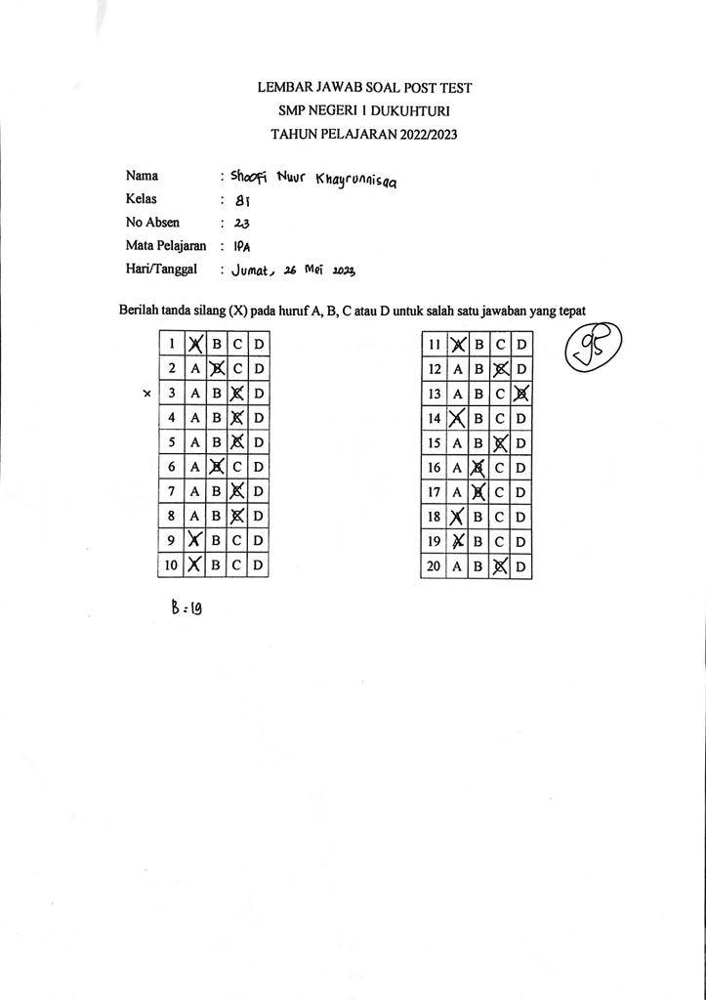 LEMBAR JAWAB SOAL POST TEST
SMP NEGERI 1 DUKUHTURI
TAHUN PELAJARAN 2022/2023
Nama : Shoofi Nuur Khayrunnisaa
Kelas : 8i
No Absen : 23
Mata Pelajaran : IPA
Hari/Tanggal : Jumat, 26 Mei 2023
Berilah tanda silang (X) pada huruf A, B, C atau D untuk salah satu jawaban yang tepat
95
1 A B C D
2 A B C D
x 3 A B C D
4 A B C D
5 A B C D
6 A B C D
7 A B C D
8 A B C D
9 A B C D
10 A B C D
11 A B C D
12 A B C D
13 A B C D
14 A B C D
15 A B C D
16 A B C D
17 A B C D
18 A B C D
19 A B C D
20 A B C D
B = 19